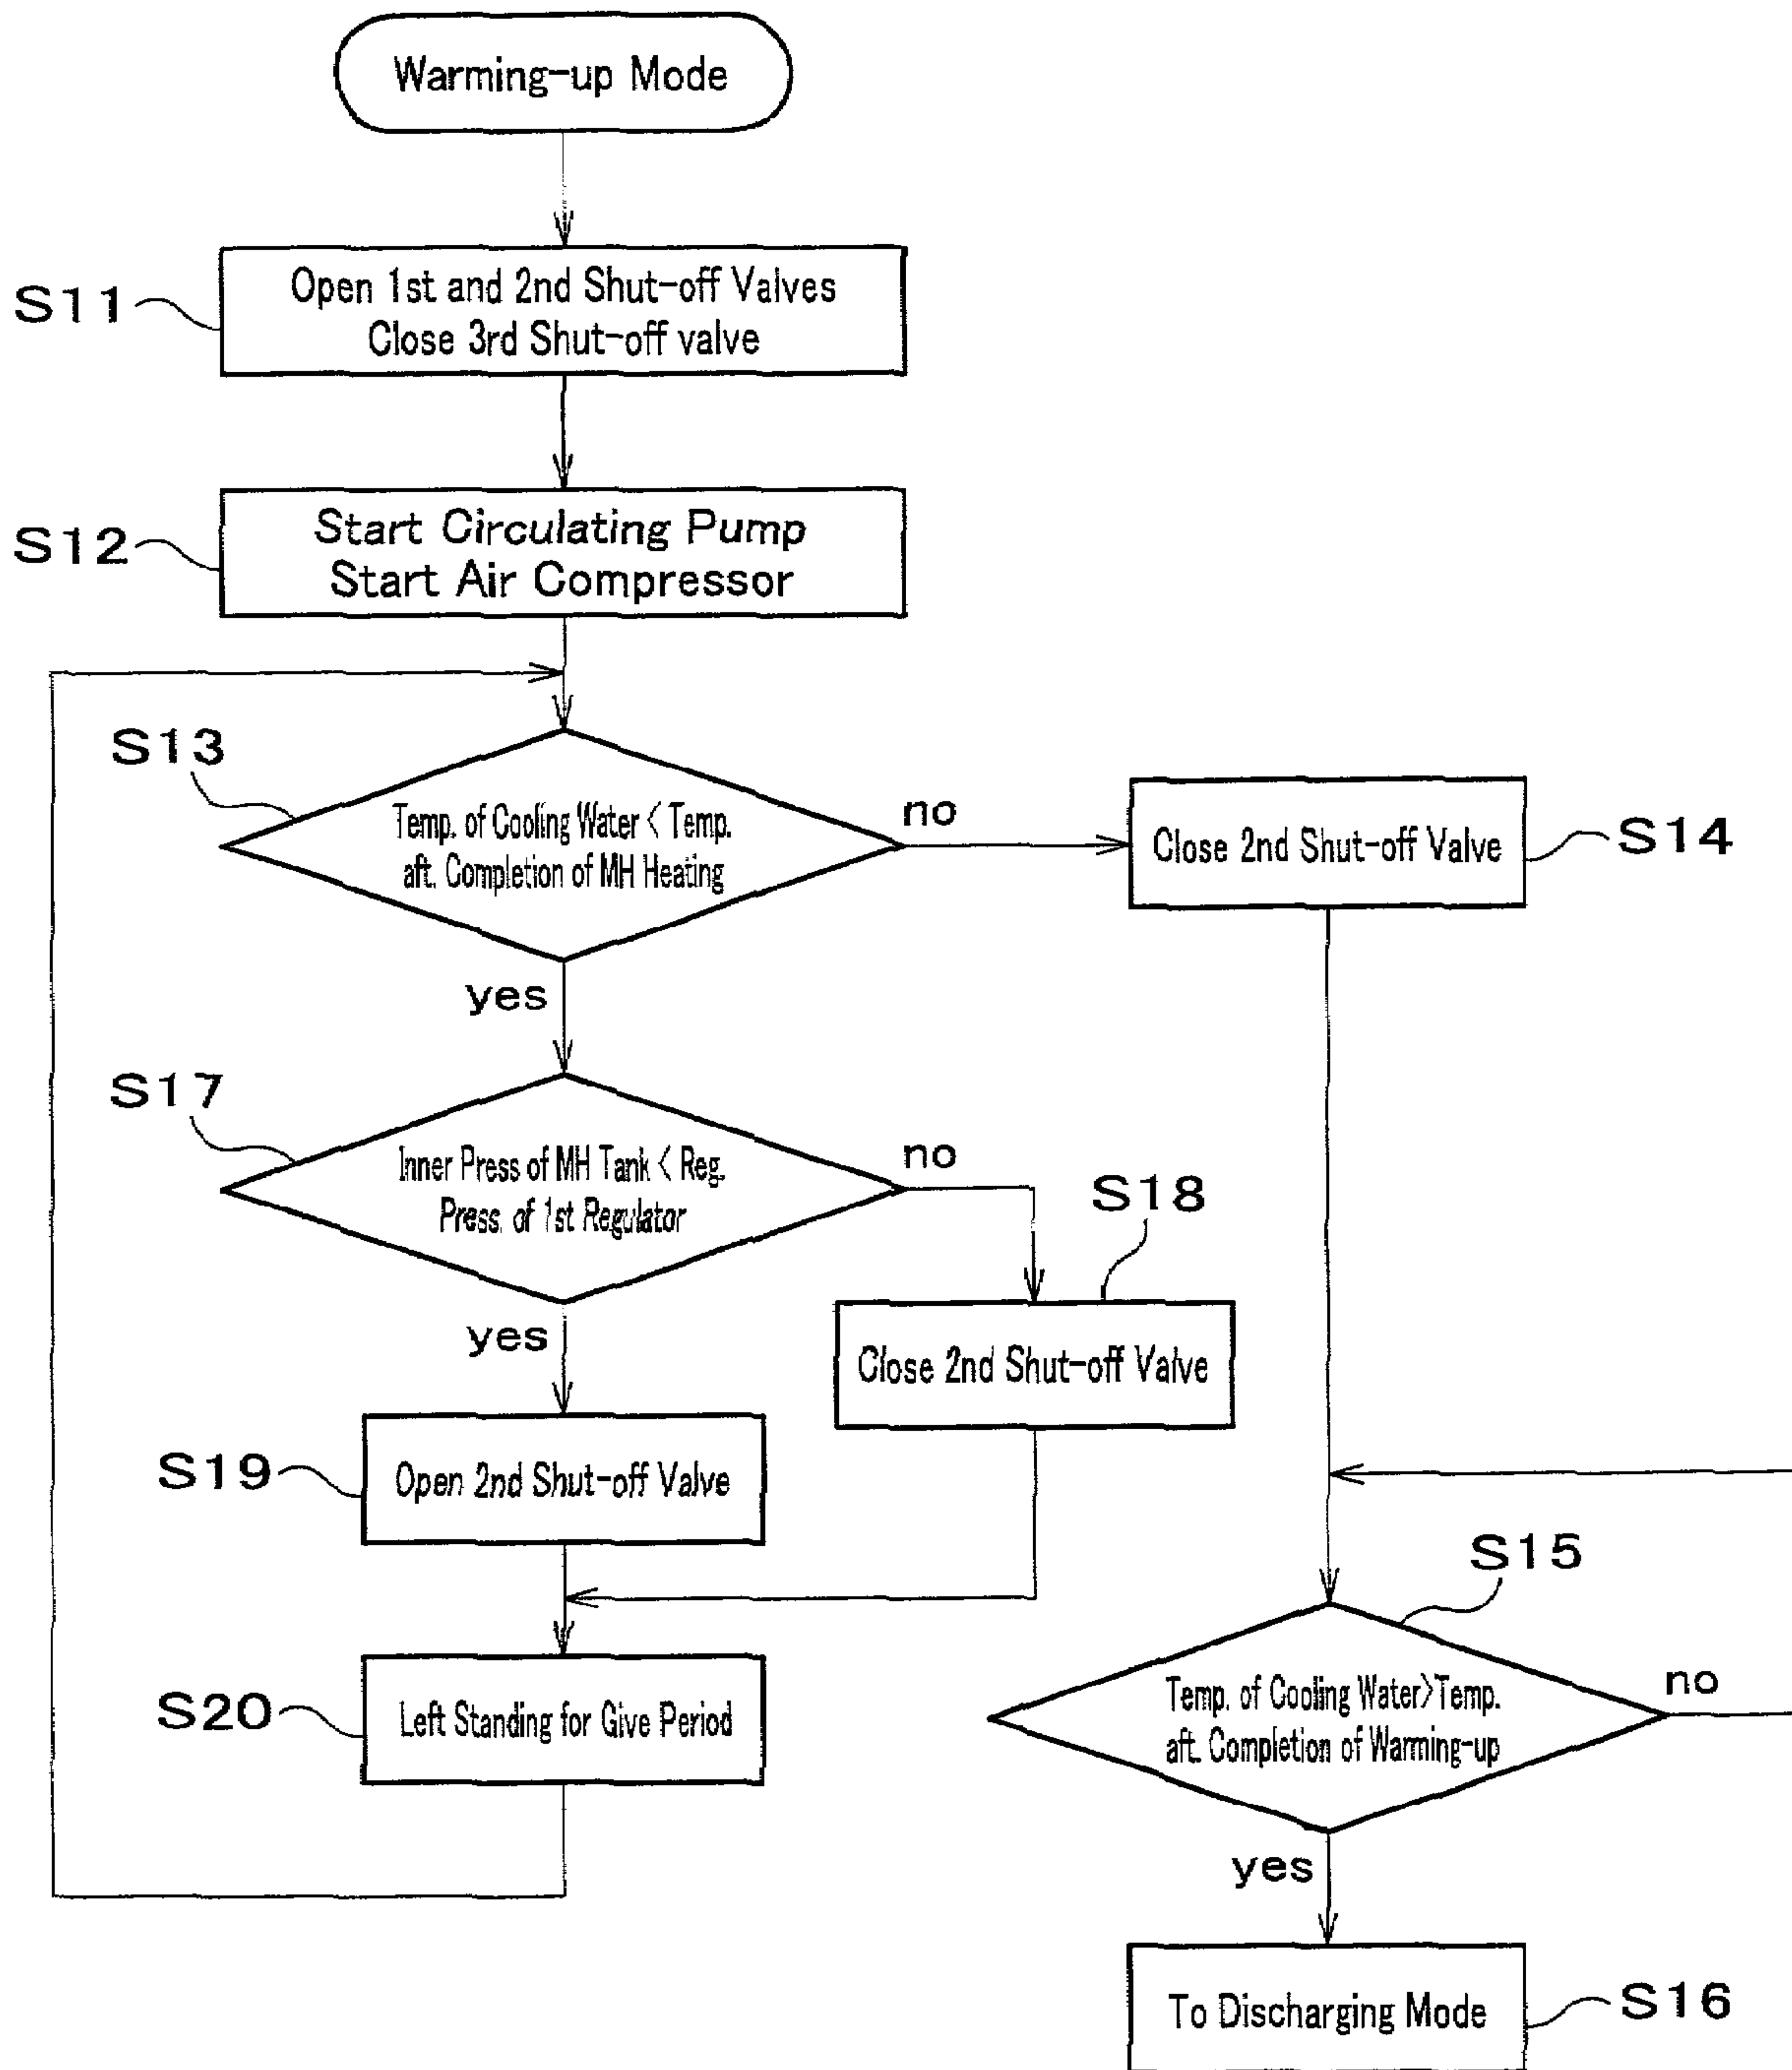 Warming-up Mode
S11
Open 1st and 2nd Shut-off Valves
Close 3rd Shut-off valve
S12
Start Circulating Pump
Start Air Compressor
S13
Temp. of Cooling Water < Temp.
aft. Completion of MH Heating
no
yes
Close 2nd Shut-off Valve
S14
S17
Inner Press of MH Tank < Reg.
Press. of 1st Regulator
no
yes
S18
Close 2nd Shut-off Valve
S19
Open 2nd Shut-off Valve
S20
Left Standing for Give Period
S15
Temp. of Cooling Water>Temp.
aft. Completion of Warming-up
no
yes
To Discharging Mode
S16